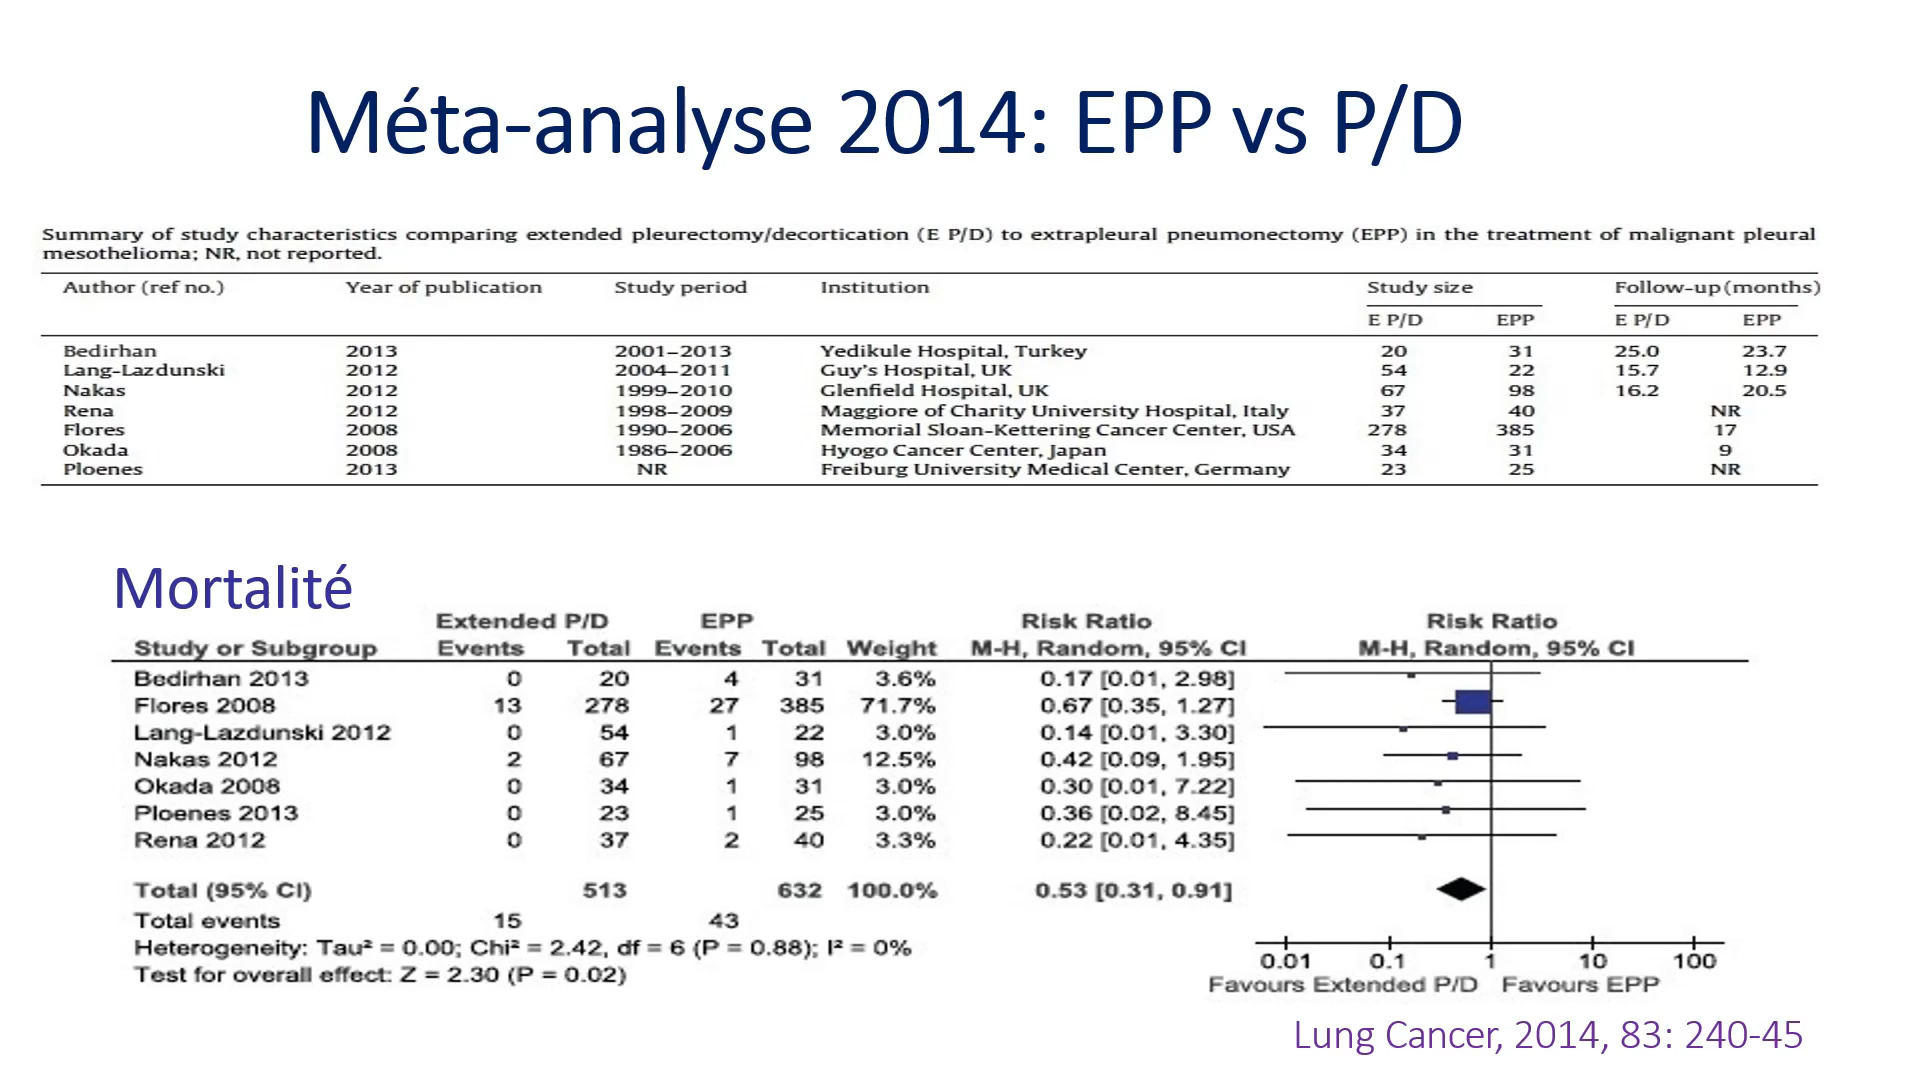 Méta-analyse 2014: EPP vs P/D
Summary of study characteristics comparing extended pleurectomy/decortication (E P/D) to extrapleural pneumonectomy (EPP) in the treatment of malignant pleural
mesothelioma; NR, not reported.
Author (ref no.) Year of publication Study period Institution Study size Follow-up (months)
E P/D EPP E P/D EPP
Bedirhan 2013 2001–2013 Yedikule Hospital, Turkey 20 31 25.0 23.7
Lang-Lazdunski 2012 2004–2011 Guy's Hospital, UK 54 22 15.7 12.9
Nakas 2012 1999–2010 Glenfield Hospital, UK 67 98 16.2 20.5
Rena 2012 1998–2009 Maggiore of Charity University Hospital, Italy 37 40 NR
Flores 2008 1990–2006 Memorial Sloan-Kettering Cancer Center, USA 278 385 17
Okada 2008 1986–2006 Hyogo Cancer Center, Japan 34 31 9
Ploenes 2013 NR Freiburg University Medical Center, Germany 23 25 NR
Mortalité
Extended P/D EPP Risk Ratio Risk Ratio
Study or Subgroup Events Total Events Total Weight M-H, Random, 95% CI M-H, Random, 95% CI
Bedirhan 2013 0 20 4 31 3.6% 0.17 [0.01, 2.98]
Flores 2008 13 278 27 385 71.7% 0.67 [0.35, 1.27]
Lang-Lazdunski 2012 0 54 1 22 3.0% 0.14 [0.01, 3.30]
Nakas 2012 2 67 7 98 12.5% 0.42 [0.09, 1.95]
Okada 2008 0 34 1 31 3.0% 0.30 [0.01, 7.22]
Ploenes 2013 0 23 1 25 3.0% 0.36 [0.02, 8.45]
Rena 2012 0 37 2 40 3.3% 0.22 [0.01, 4.35]
Total (95% CI) 513 632 100.0% 0.53 [0.31, 0.91]
Total events 15 43
Heterogeneity: Tau² = 0.00; Chi² = 2.42, df = 6 (P = 0.88); I² = 0%
Test for overall effect: Z = 2.30 (P = 0.02)
0.01 0.1 1 10 100
Favours Extended P/D Favours EPP
Lung Cancer, 2014, 83: 240-45